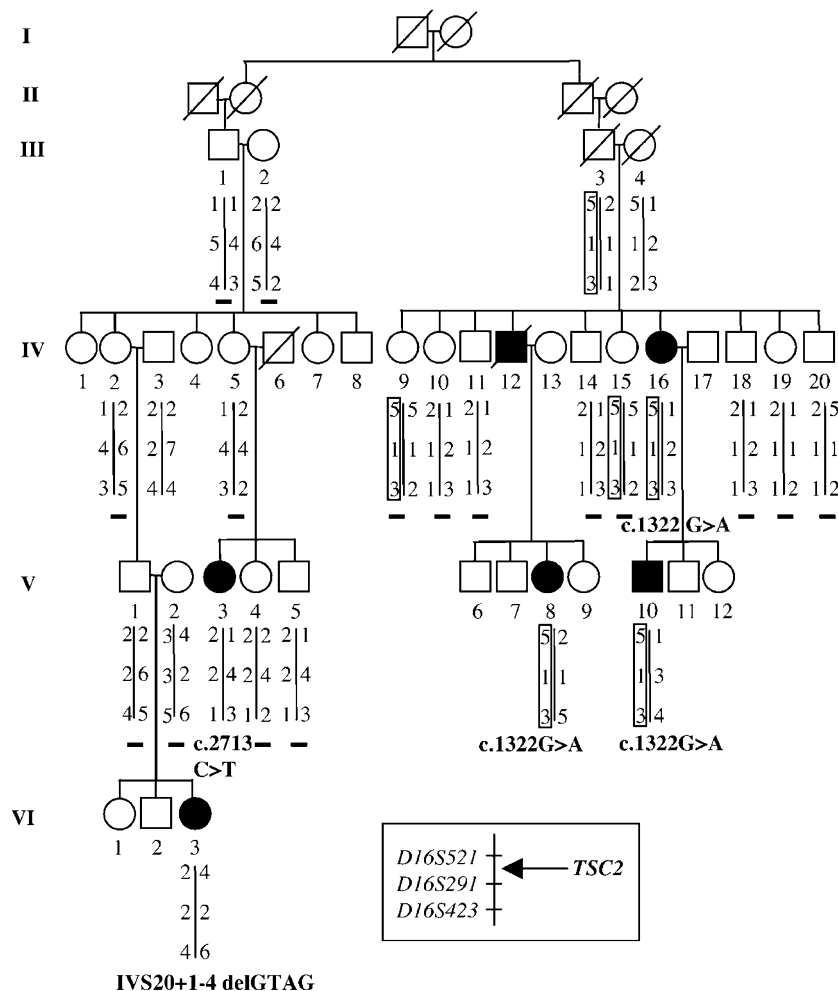 I
II
III
1 2 3 4
1 1 2 2 5 2 5 1
5 4 6 4 1 1 1 2
4 3 5 2 3 1 2 3
IV
1 2 3 4 5 6 7 8 9 10 11 12 13 14 15 16 17 18 19 20
1 2 2 2 1 2 5 5 2 1 2 1 2 1 5 5 5 1 2 1 2 1 2 5
4 6 2 7 4 4 1 1 1 2 1 2 1 2 1 1 1 2 1 2 1 1 1 1
3 5 4 4 3 2 3 2 1 3 1 3 1 3 3 2 3 3 1 3 1 2 1 2
c.1322 G>A
V
1 2 3 4 5 6 7 8 9 10 11 12
2 2 3 4 2 1 2 2 2 1 5 2 5 1
2 6 3 2 2 4 2 4 2 4 1 1 1 3
4 5 5 6 1 3 1 2 1 3 3 5 3 4
c.2713 c.1322G>A c.1322G>A
C>T
VI
1 2 3
2 4
2 2
4 6
IVS20+1-4 delGTAG
D16S521
TSC2
D16S291
D16S423